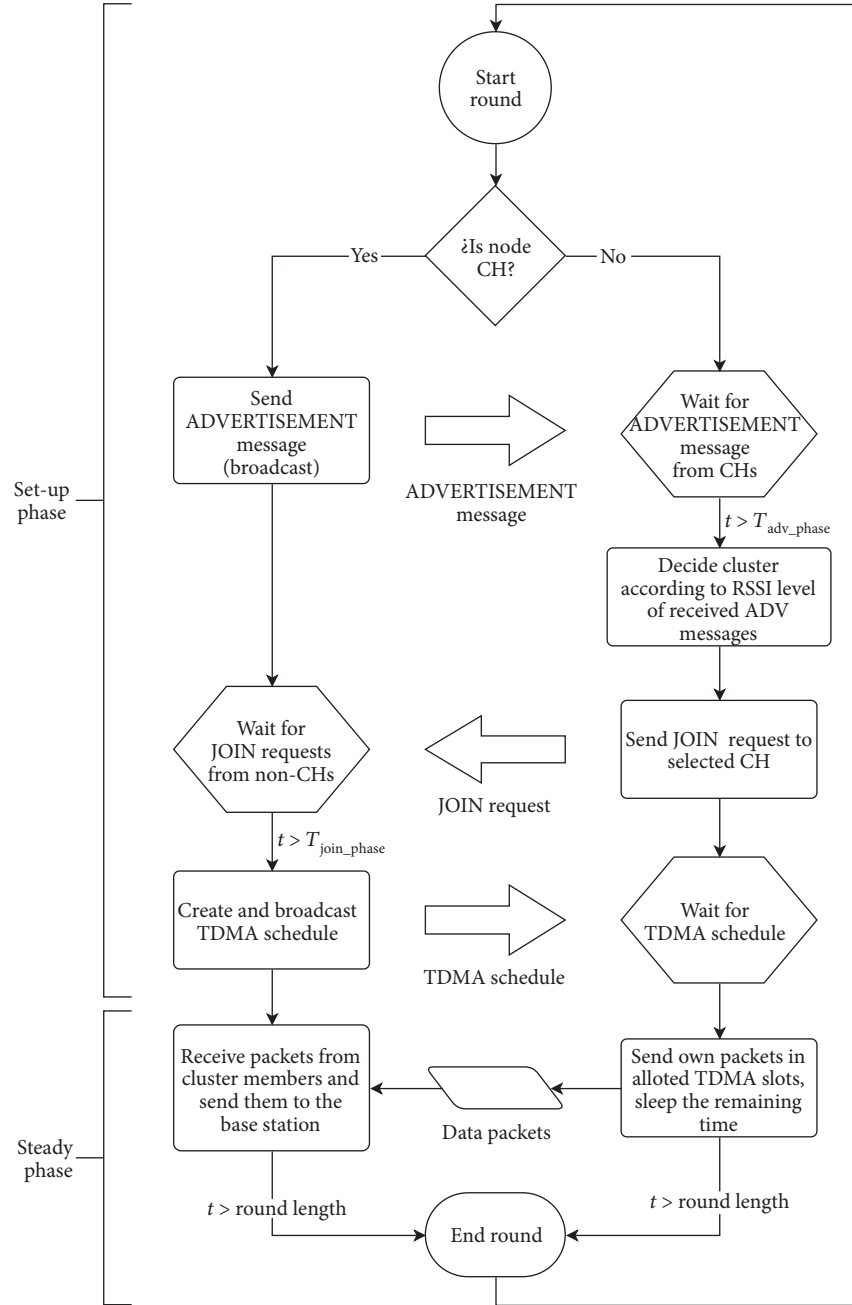 Start
round
¿Is node
CH?
Yes
No
Send
ADVERTISEMENT
message
(broadcast)
ADVERTISEMENT
message
Wait for
ADVERTISEMENT
message
from CHs
Set-up
phase
t > Tadv_phase
Decide cluster
according to RSSI level
of received ADV
messages
Wait for
JOIN requests
from non-CHs
JOIN request
Send JOIN request to
selected CH
t > Tjoin_phase
Create and broadcast
TDMA schedule
TDMA schedule
Wait for
TDMA schedule
Receive packets from
cluster members and
send them to the
base station
Data packets
Send own packets in
alloted TDMA slots,
sleep the remaining
time
Steady
phase
t > round length
t > round length
End round